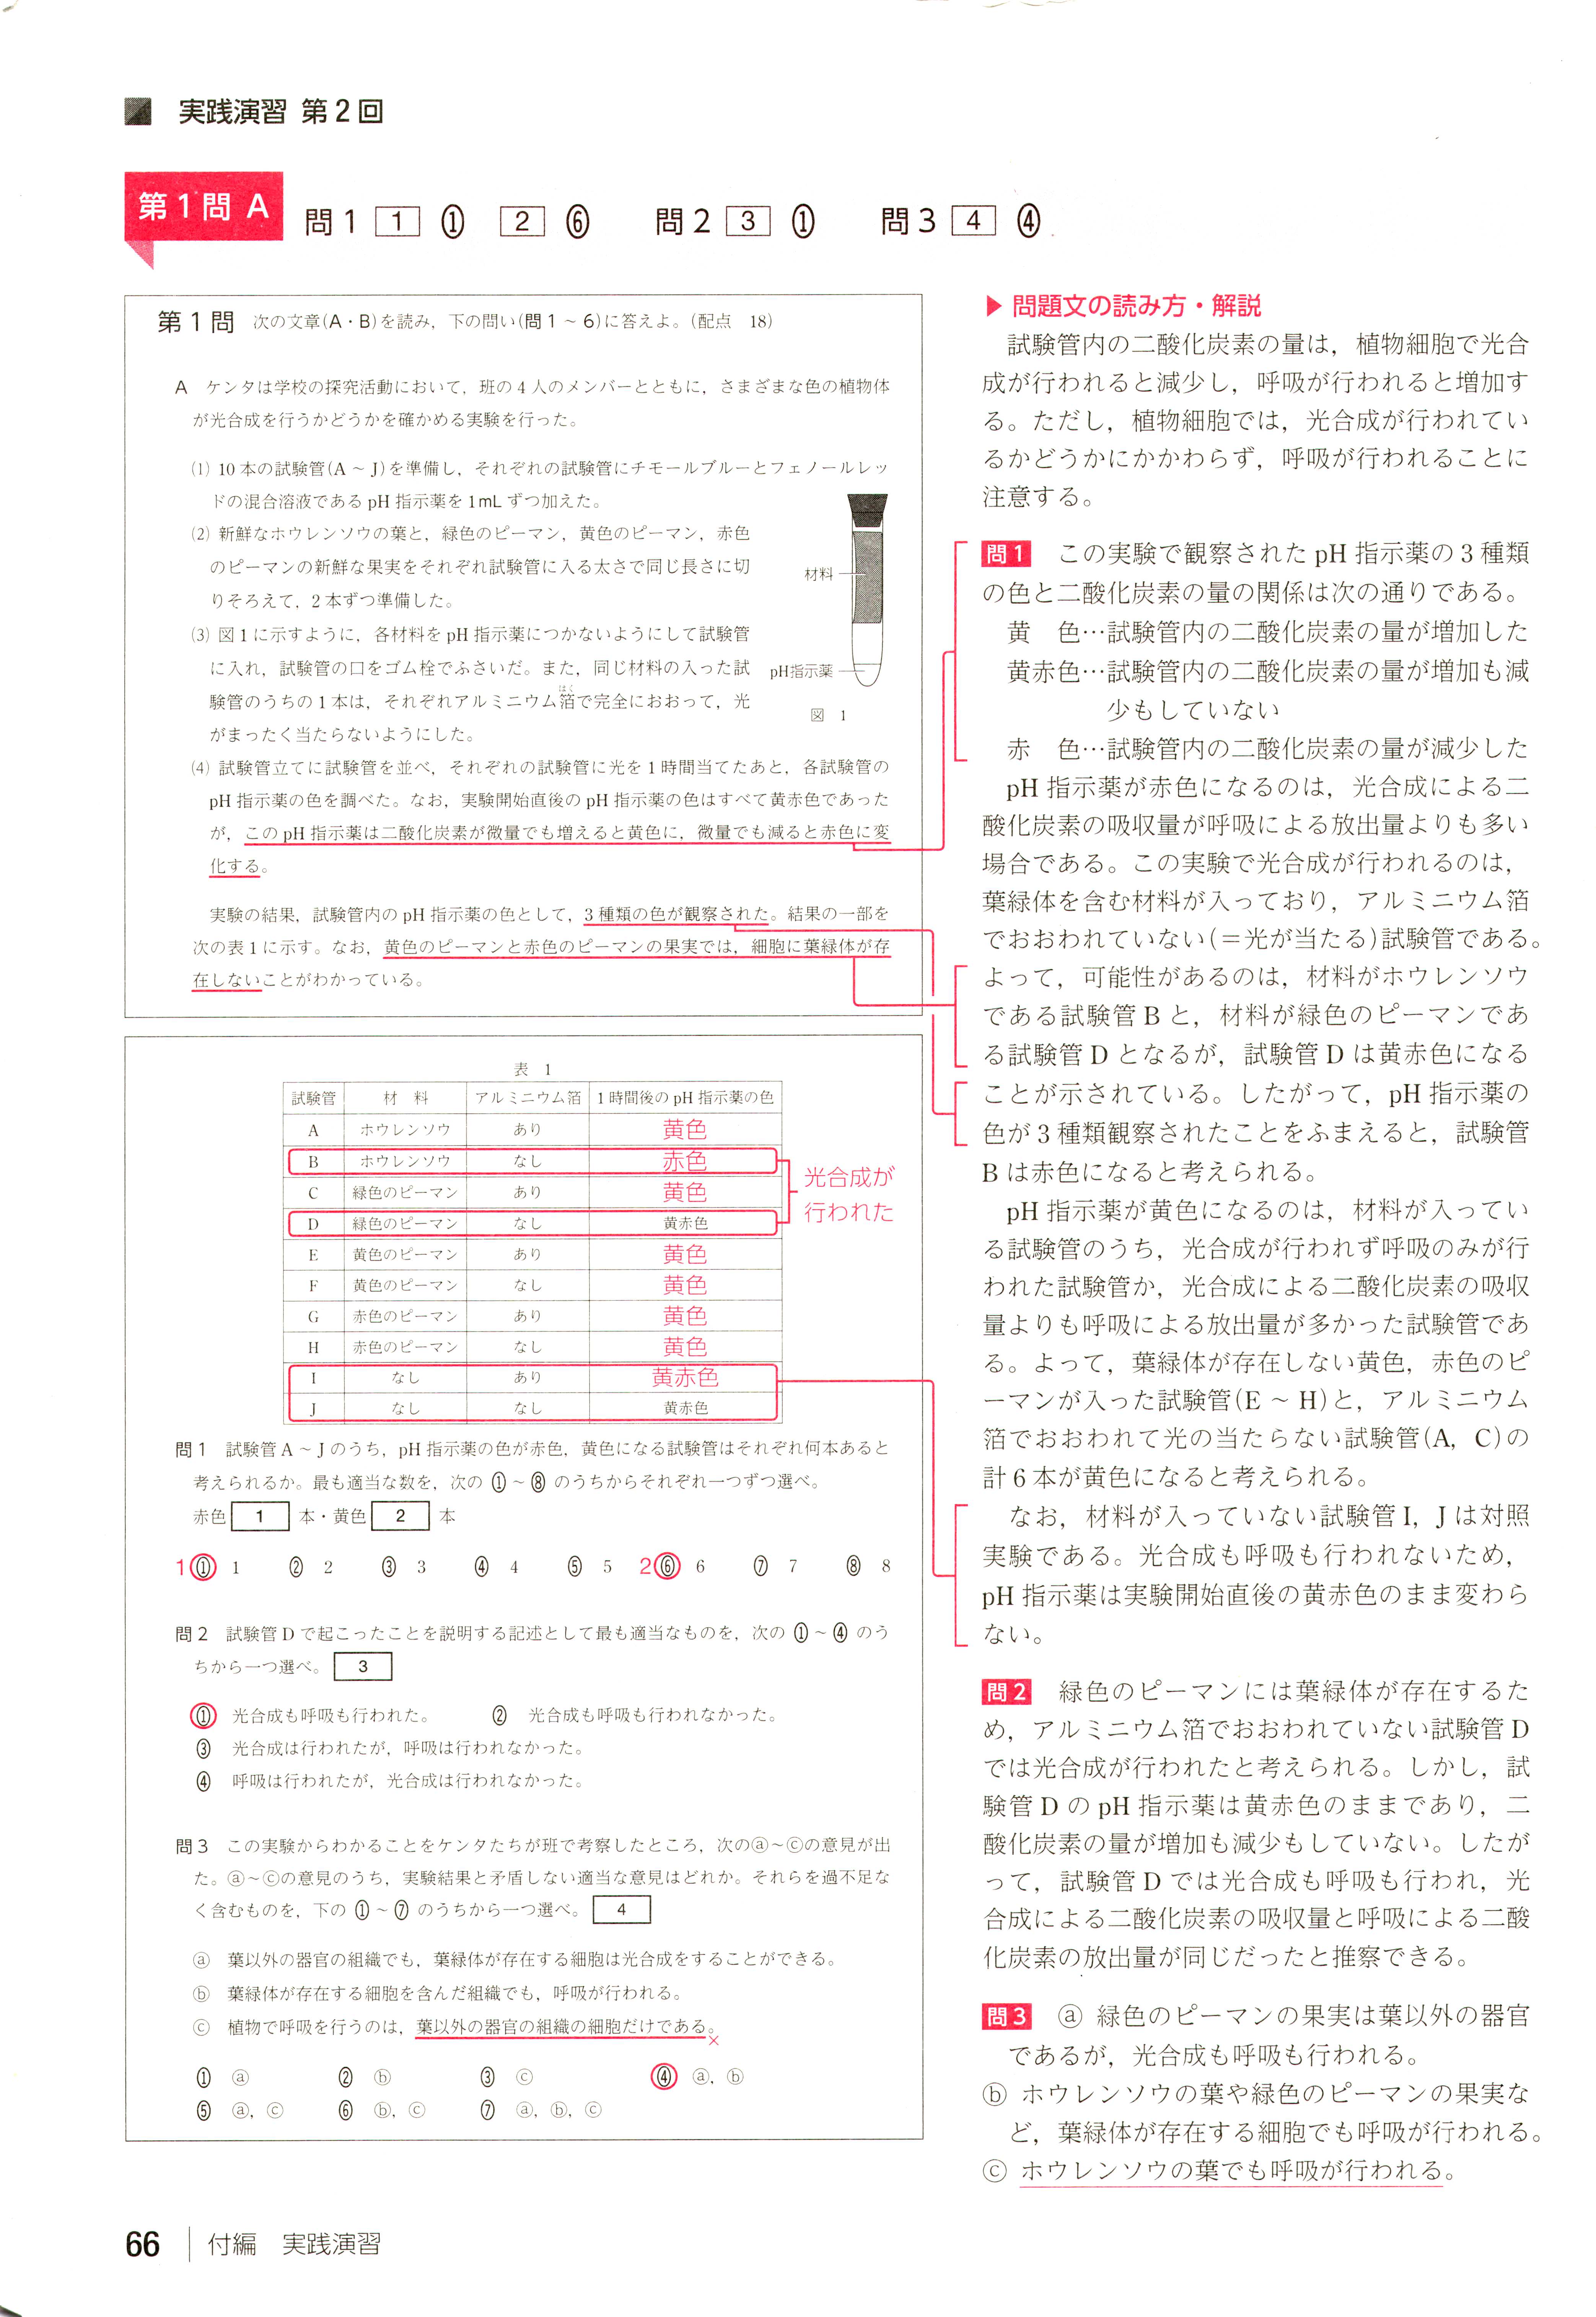 実践演習 第2回
第1問 A 問1 1 ① 2 ⑥ 問2 3 ① 問3 4 ④
第1問 次の文章(A・B)を読み，下の問い(問1～6)に答えよ。(配点 18)
A ケンタは学校の探究活動において，班の4人のメンバーとともに，さまざまな色の植物体
が光合成を行うかどうかを確かめる実験を行った。
(1) 10本の試験管(A～J)を準備し，それぞれの試験管にチモールブルーとフェノールレッ
ドの混合溶液であるpH指示薬を1mLずつ加えた。
(2) 新鮮なホウレンソウの葉と，緑色のピーマン，黄色のピーマン，赤色
のピーマンの新鮮な果実をそれぞれ試験管に入る太さで同じ長さに切
りそろえて，2本ずつ準備した。
(3) 図1に示すように，各材料をpH指示薬につかないようにして試験管
に入れ，試験管の口をゴム栓でふさいだ。また，同じ材料の入った試
験管のうちの1本は，それぞれアルミニウム箔で完全におおって，光
はく
がまったく当たらないようにした。
材料
pH指示薬
図 1
(4) 試験管立てに試験管を並べ，それぞれの試験管に光を1時間当てたあと，各試験管の
pH指示薬の色を調べた。なお，実験開始直後のpH指示薬の色はすべて黄赤色であった
が，このpH指示薬は二酸化炭素が微量でも増えると黄色に，微量でも減ると赤色に変
化する。
実験の結果，試験管内のpH指示薬の色として，3種類の色が観察された。結果の一部を
次の表1に示す。なお，黄色のピーマンと赤色のピーマンの果実では，細胞に葉緑体が存
在しないことがわかっている。
表 1
試験管 材 料 アルミニウム箔 1時間後のpH指示薬の色
A ホウレンソウ あり 黄色
B ホウレンソウ なし 赤色
C 緑色のピーマン あり 黄色
D 緑色のピーマン なし 黄赤色
E 黄色のピーマン あり 黄色
F 黄色のピーマン なし 黄色
G 赤色のピーマン あり 黄色
H 赤色のピーマン なし 黄色
I なし あり 黄赤色
J なし なし 黄赤色
光合成が
行われた
問1 試験管A～Jのうち，pH指示薬の色が赤色，黄色になる試験管はそれぞれ何本あると
考えられるか。最も適当な数を，次の①～⑧のうちからそれぞれ一つずつ選べ。
赤色 1 本・黄色 2 本
1 ① 1 ② 2 ③ 3 ④ 4 ⑤ 5 2 ⑥ 6 ⑦ 7 ⑧ 8
問2 試験管Dで起こったことを説明する記述として最も適当なものを，次の①～④のう
ちから一つ選べ。 3
① 光合成も呼吸も行われた。 ② 光合成も呼吸も行われなかった。
③ 光合成は行われたが，呼吸は行われなかった。
④ 呼吸は行われたが，光合成は行われなかった。
問3 この実験からわかることをケンタたちが班で考察したところ，次のⓐ～ⓒの意見が出
た。ⓐ～ⓒの意見のうち，実験結果と矛盾しない適当な意見はどれか。それらを過不足な
く含むものを，下の①～⑦のうちから一つ選べ。 4
ⓐ 葉以外の器官の組織でも，葉緑体が存在する細胞は光合成をすることができる。
ⓑ 葉緑体が存在する細胞を含んだ組織でも，呼吸が行われる。
ⓒ 植物で呼吸を行うのは，葉以外の器官の組織の細胞だけである。×
① ⓐ ② ⓑ ③ ⓒ ④ ⓐ，ⓑ
⑤ ⓐ，ⓒ ⑥ ⓑ，ⓒ ⑦ ⓐ，ⓑ，ⓒ
▶ 問題文の読み方・解説
試験管内の二酸化炭素の量は，植物細胞で光合
成が行われると減少し，呼吸が行われると増加す
る。ただし，植物細胞では，光合成が行われてい
るかどうかにかかわらず，呼吸が行われることに
注意する。
問1 この実験で観察されたpH指示薬の3種類
の色と二酸化炭素の量の関係は次の通りである。
黄 色…試験管内の二酸化炭素の量が増加した
黄赤色…試験管内の二酸化炭素の量が増加も減
少もしていない
赤 色…試験管内の二酸化炭素の量が減少した
pH指示薬が赤色になるのは，光合成による二
酸化炭素の吸収量が呼吸による放出量よりも多い
場合である。この実験で光合成が行われるのは，
葉緑体を含む材料が入っており，アルミニウム箔
でおおわれていない(＝光が当たる)試験管である。
よって，可能性があるのは，材料がホウレンソウ
である試験管Bと，材料が緑色のピーマンであ
る試験管Dとなるが，試験管Dは黄赤色になる
ことが示されている。したがって，pH指示薬の
色が3種類観察されたことをふまえると，試験管
Bは赤色になると考えられる。
pH指示薬が黄色になるのは，材料が入ってい
る試験管のうち，光合成が行われず呼吸のみが行
われた試験管か，光合成による二酸化炭素の吸収
量よりも呼吸による放出量が多かった試験管であ
る。よって，葉緑体が存在しない黄色，赤色のピ
ーマンが入った試験管(E～H)と，アルミニウム
箔でおおわれて光の当たらない試験管(A，C)の
計6本が黄色になると考えられる。
なお，材料が入っていない試験管I，Jは対照
実験である。光合成も呼吸も行われないため，
pH指示薬は実験開始直後の黄赤色のまま変わら
ない。
問2 緑色のピーマンには葉緑体が存在するた
め，アルミニウム箔でおおわれていない試験管D
では光合成が行われたと考えられる。しかし，試
験管DのpH指示薬は黄赤色のままであり，二
酸化炭素の量が増加も減少もしていない。したが
って，試験管Dでは光合成も呼吸も行われ，光
合成による二酸化炭素の吸収量と呼吸による二酸
化炭素の放出量が同じだったと推察できる。
問3 ⓐ 緑色のピーマンの果実は葉以外の器官
であるが，光合成も呼吸も行われる。
ⓑ ホウレンソウの葉や緑色のピーマンの果実な
ど，葉緑体が存在する細胞でも呼吸が行われる。
ⓒ ホウレンソウの葉でも呼吸が行われる。
66 付編 実践演習